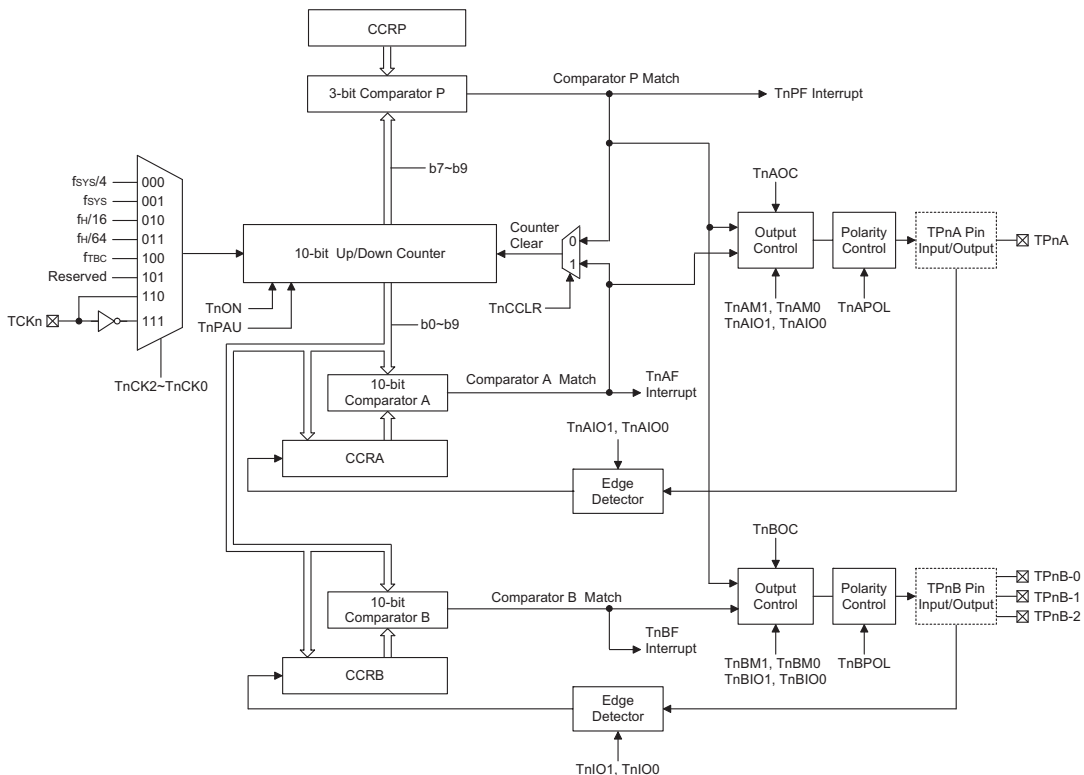 CCRP
3-bit Comparator P
Comparator P Match
TnPF Interrupt
b7~b9
fSYS/4
000
fSYS
001
fH/16
010
fH/64
011
fTBC
100
Reserved
101
110
TCKn
111
TnCK2~TnCK0
10-bit Up/Down Counter
TnON
TnPAU
Counter
Clear
0
1
TnCCLR
b0~b9
TnAOC
Output
Control
Polarity
Control
TPnA Pin
Input/Output
TPnA
TnAM1, TnAM0
TnAIO1, TnAIO0
TnAPOL
10-bit
Comparator A
Comparator A Match
TnAF
Interrupt
CCRA
TnAIO1, TnAIO0
Edge
Detector
TnBOC
Output
Control
Polarity
Control
TPnB Pin
Input/Output
TPnB-0
TPnB-1
TPnB-2
10-bit
Comparator B
Comparator B Match
TnBF
Interrupt
TnBM1, TnBM0
TnBIO1, TnBIO0
TnBPOL
CCRB
Edge
Detector
TnIO1, TnIO0